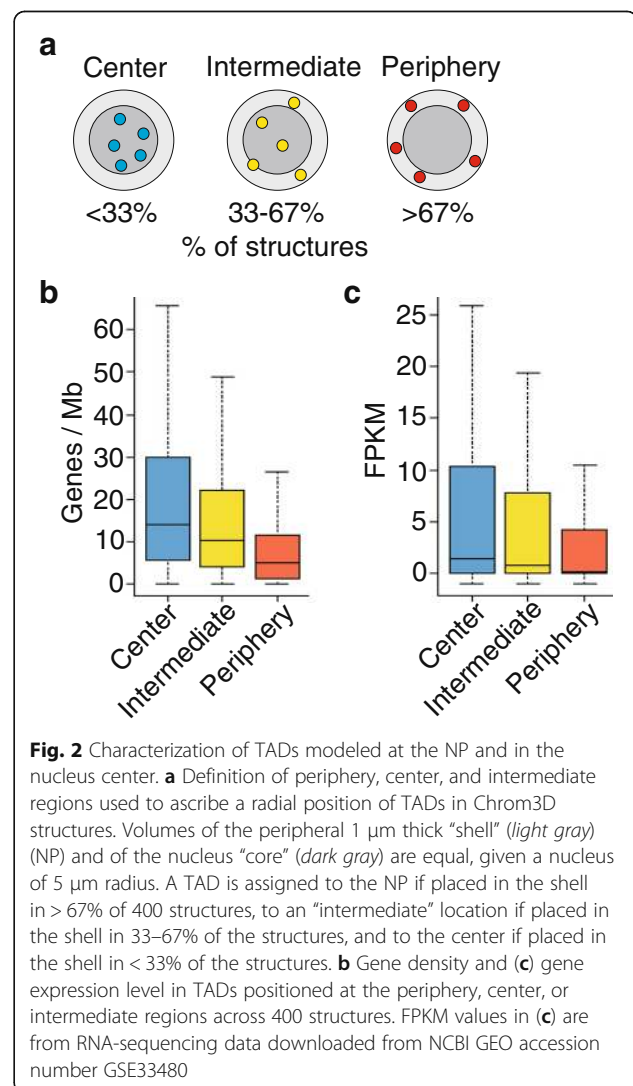 a
Center Intermediate Periphery
<33% 33-67% >67%
% of structures
b c
Genes / Mb
60
50
40
30
20
10
0
Center
Intermediate
Periphery
FPKM
25
20
15
10
5
0
Center
Intermediate
Periphery
Fig. 2 Characterization of TADs modeled at the NP and in the
nucleus center. a Definition of periphery, center, and intermediate
regions used to ascribe a radial position of TADs in Chrom3D
structures. Volumes of the peripheral 1 μm thick “shell” (light gray)
(NP) and of the nucleus “core” (dark gray) are equal, given a nucleus
of 5 μm radius. A TAD is assigned to the NP if placed in the shell
in > 67% of 400 structures, to an “intermediate” location if placed in
the shell in 33–67% of the structures, and to the center if placed in
the shell in < 33% of the structures. b Gene density and (c) gene
expression level in TADs positioned at the periphery, center, or
intermediate regions across 400 structures. FPKM values in (c) are
from RNA-sequencing data downloaded from NCBI GEO accession
number GSE33480